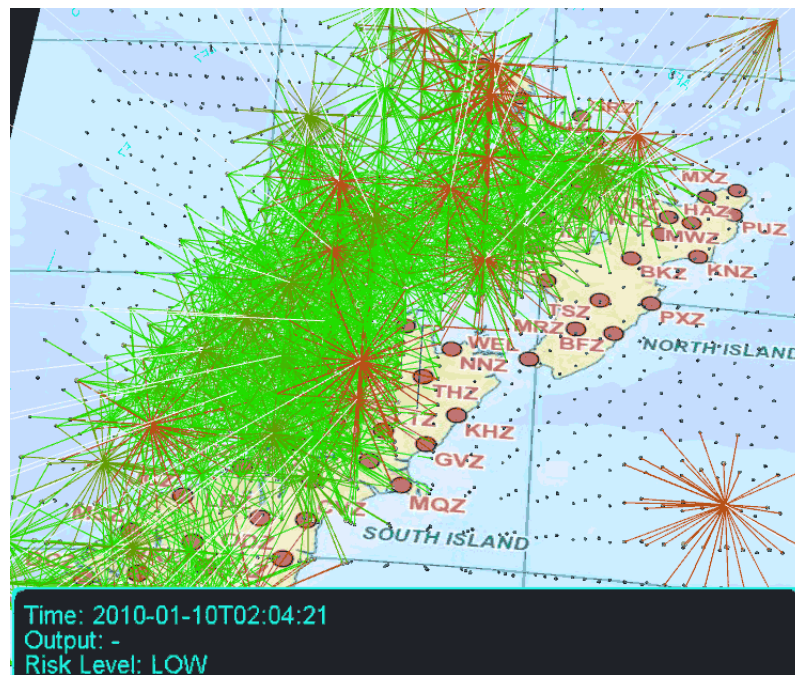 MXZ
HAZ
PUZ
MWZ
KNZ
BKZ
TSZ
PXZ
MRZ
BFZ
NORTH ISLAND
WEL
NNZ
THZ
KHZ
GVZ
MQZ
SOUTH ISLAND
ODZ
Time: 2010-01-10T02:04:21
Output: -
Risk Level: LOW